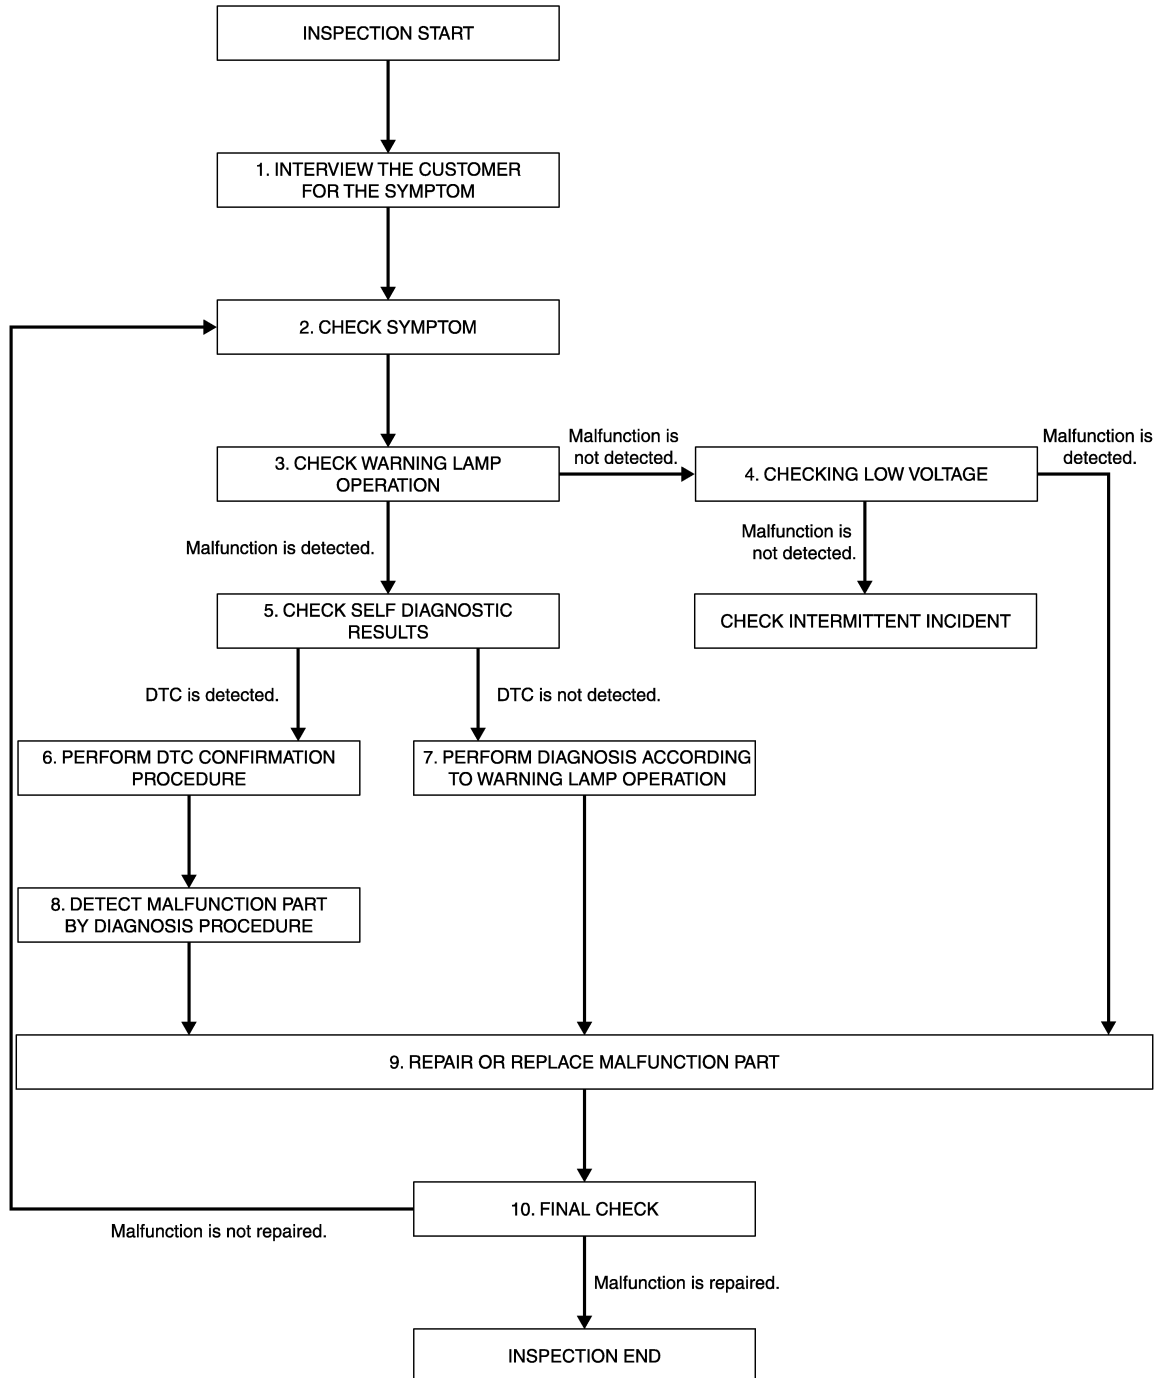 INSPECTION START
1. INTERVIEW THE CUSTOMER
FOR THE SYMPTOM
2. CHECK SYMPTOM
3. CHECK WARNING LAMP
OPERATION
Malfunction is
not detected.
4. CHECKING LOW VOLTAGE
Malfunction is
detected.
Malfunction is detected.
Malfunction is
not detected.
5. CHECK SELF DIAGNOSTIC
RESULTS
CHECK INTERMITTENT INCIDENT
DTC is detected.
DTC is not detected.
6. PERFORM DTC CONFIRMATION
PROCEDURE
7. PERFORM DIAGNOSIS ACCORDING
TO WARNING LAMP OPERATION
8. DETECT MALFUNCTION PART
BY DIAGNOSIS PROCEDURE
9. REPAIR OR REPLACE MALFUNCTION PART
10. FINAL CHECK
Malfunction is not repaired.
Malfunction is repaired.
INSPECTION END